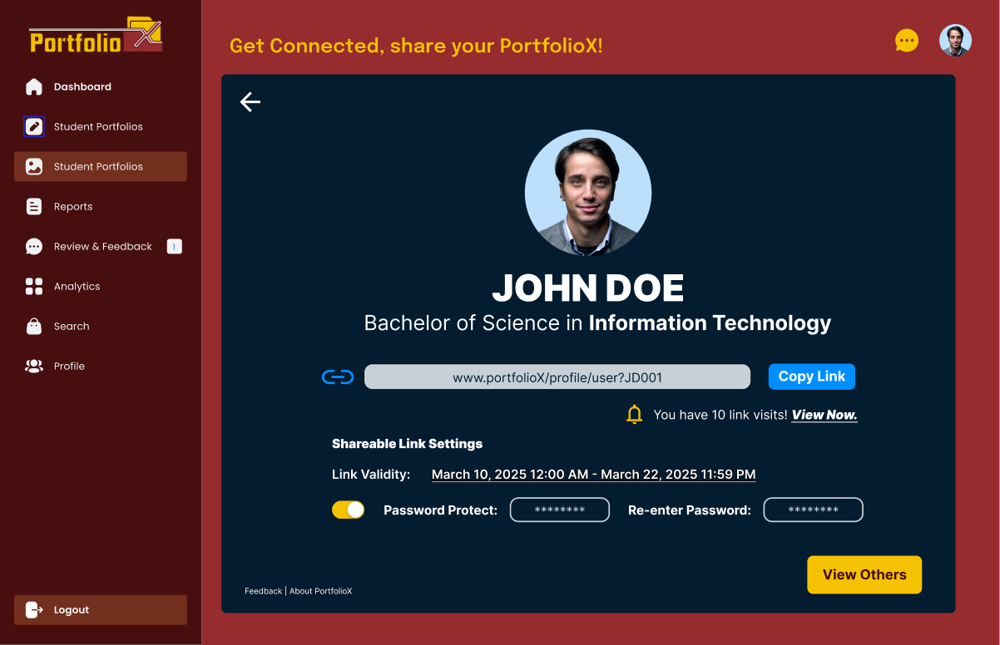 Portfolio X
Dashboard
Student Portfolios
Student Portfolios
Reports
Review & Feedback 1
Analytics
Search
Profile
Logout
Get Connected, share your PortfolioX!
JOHN DOE
Bachelor of Science in Information Technology
www.portfolioX/profile/user?JD001 Copy Link
You have 10 link visits! View Now.
Shareable Link Settings
Link Validity: March 10, 2025 12:00 AM - March 22, 2025 11:59 PM
Password Protect: ******** Re-enter Password: ********
View Others
Feedback | About PortfolioX